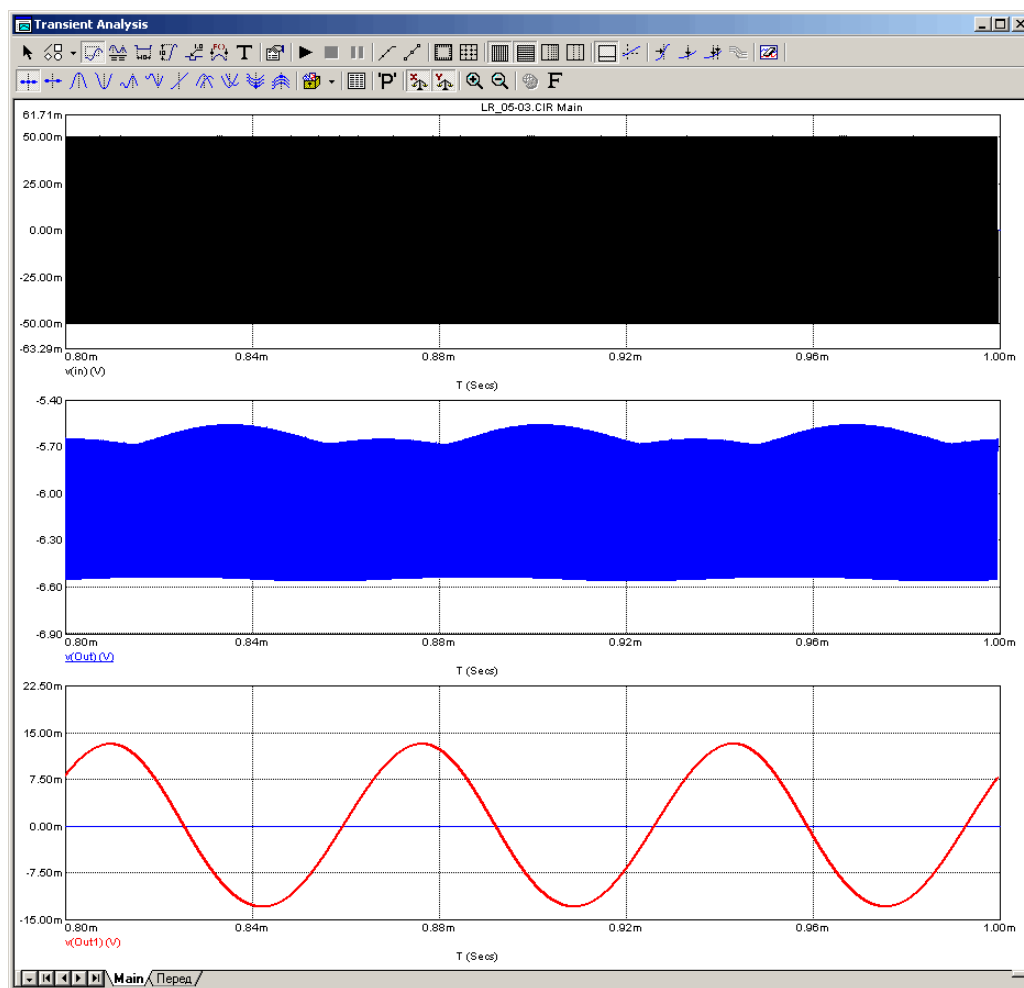 Transient Analysis
T 'P' F
LR_05-03.CIR Main
61.71m
50.00m
25.00m
0.00m
-25.00m
-50.00m
-63.29m
0.80m 0.84m 0.88m 0.92m 0.96m 1.00m
v(in) (V)
T (Secs)
-5.40
-5.70
-6.00
-6.30
-6.60
-6.90
0.80m 0.84m 0.88m 0.92m 0.96m 1.00m
v(Out) (V)
T (Secs)
22.50m
15.00m
7.50m
0.00m
-7.50m
-15.00m
0.80m 0.84m 0.88m 0.92m 0.96m 1.00m
v(Out1) (V)
T (Secs)
Main Перед